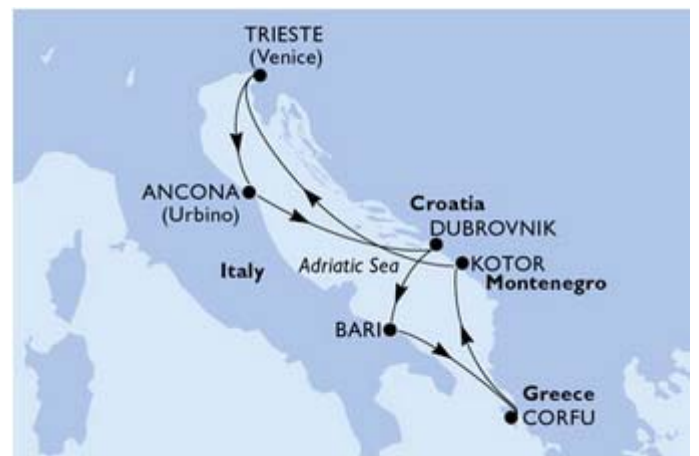 TRIESTE
(Venice)
ANCONA
(Urbino)
Croatia
DUBROVNIK
Italy
Adriatic Sea
KOTOR
Montenegro
BARI
Greece
CORFU